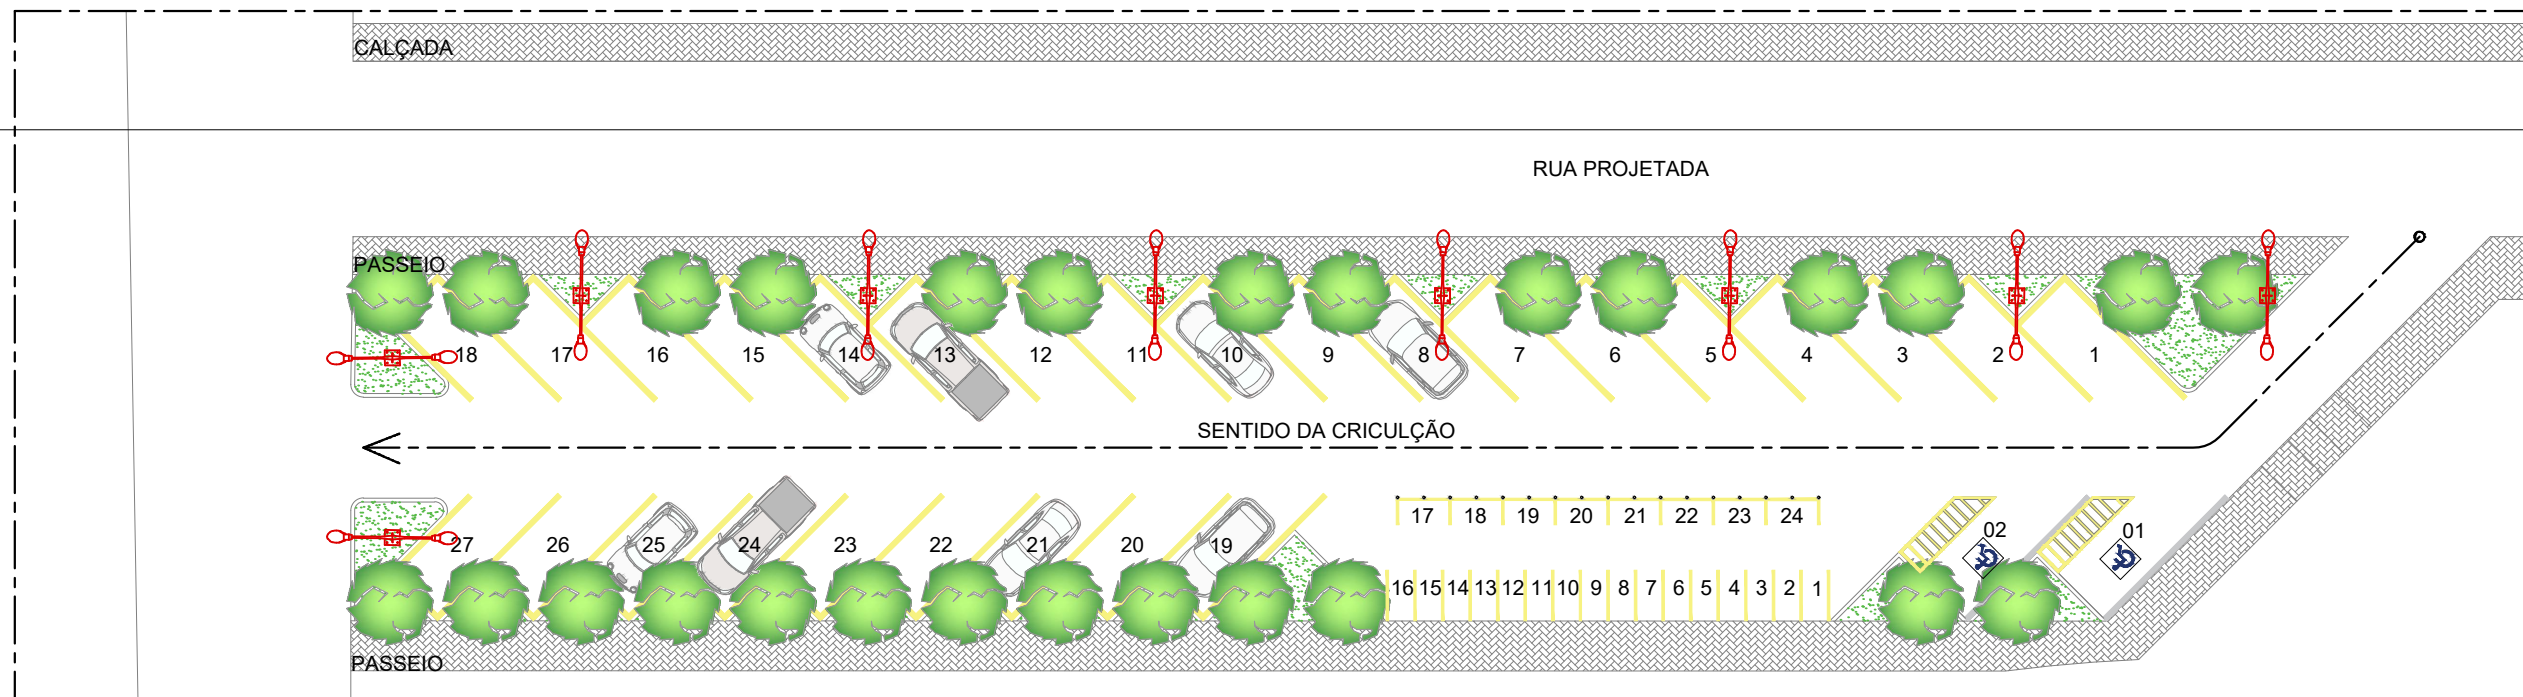 CALÇADA
RUA PROJETADA
PASSEIO
18 17 16 15 14 13 12 11 10 9 8 7 6 5 4 3 2 1
SENTIDO DA CRICULÇÃO
17 18 19 20 21 22 23 24
02 01
27 26 25 24 23 22 21 20 19
16 15 14 13 12 11 10 9 8 7 6 5 4 3 2 1
PASSEIO